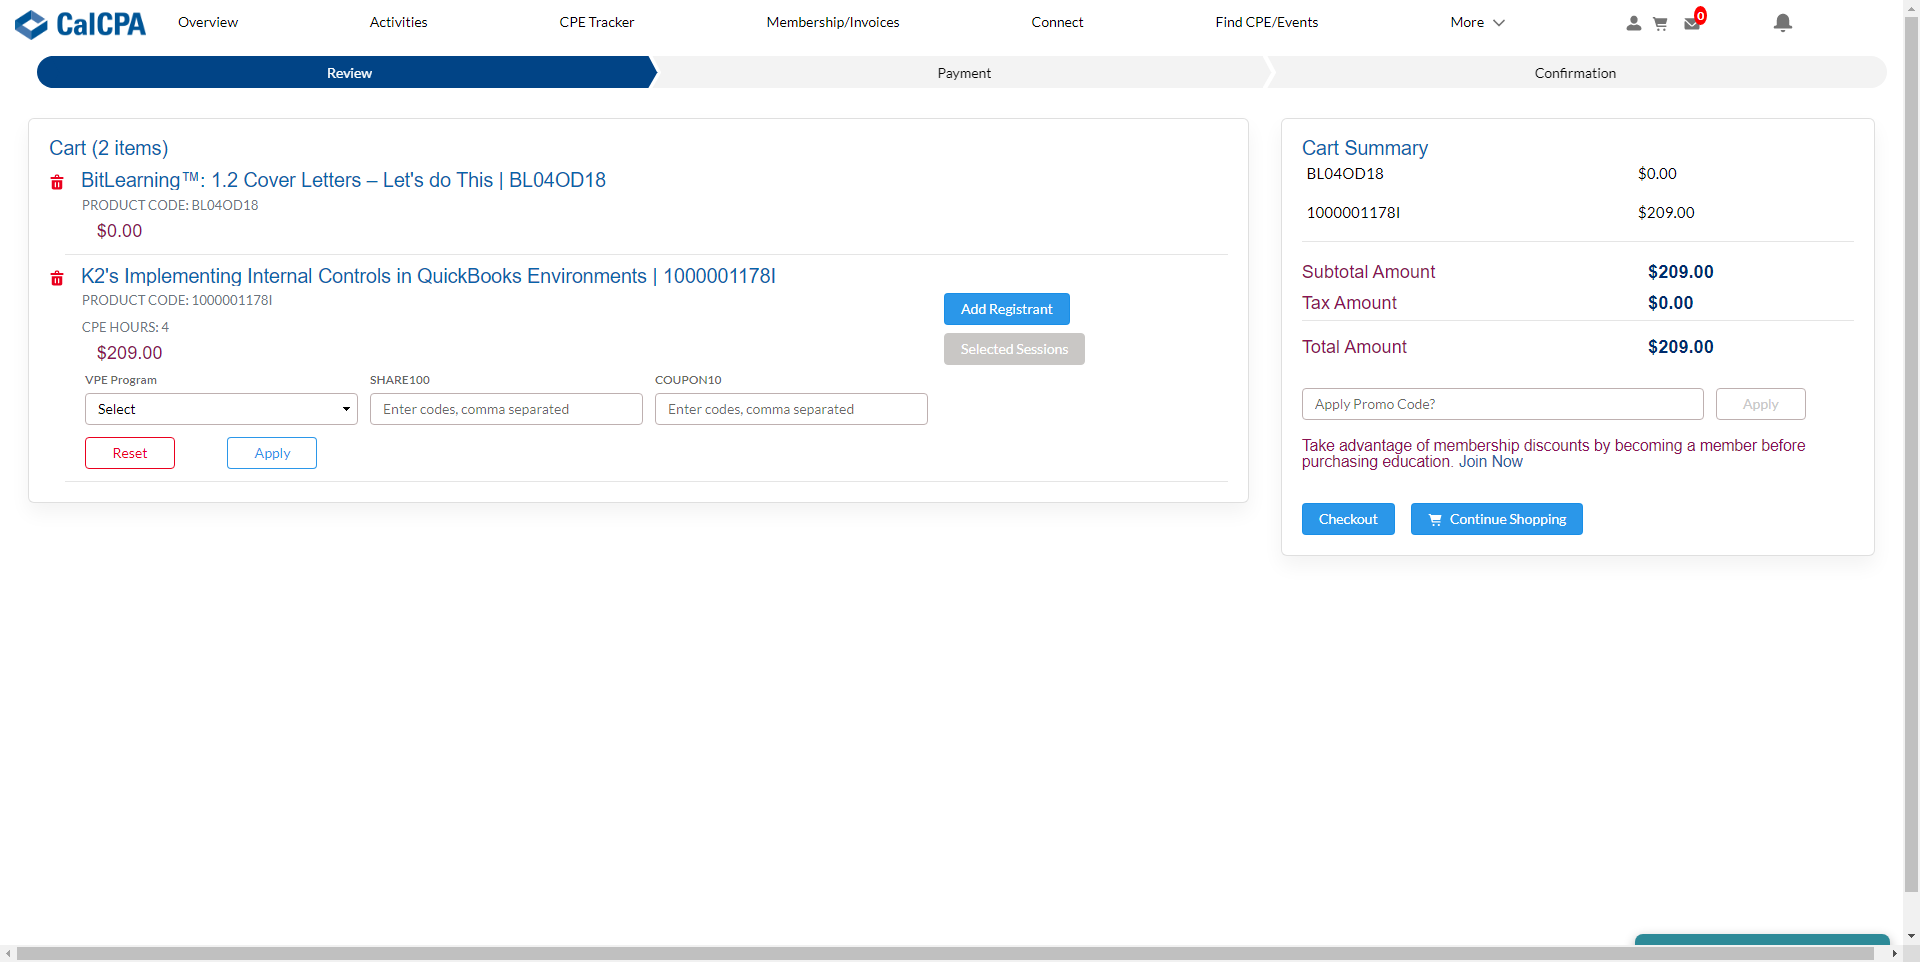 CalCPA
Overview
Activities
CPE Tracker
Membership/Invoices
Connect
Find CPE/Events
More
0
Review
Payment
Confirmation
Cart (2 items)
BitLearning™: 1.2 Cover Letters – Let's do This | BL04OD18
PRODUCT CODE: BL04OD18
$0.00
K2's Implementing Internal Controls in QuickBooks Environments | 1000001178I
PRODUCT CODE: 1000001178I
CPE HOURS: 4
$209.00
Add Registrant
Selected Sessions
VPE Program
SHARE100
COUPON10
Select
Enter codes, comma separated
Enter codes, comma separated
Reset
Apply
Cart Summary
BL04OD18 $0.00
1000001178I $209.00
Subtotal Amount $209.00
Tax Amount $0.00
Total Amount $209.00
Apply Promo Code?
Apply
Take advantage of membership discounts by becoming a member before
purchasing education. Join Now
Checkout
Continue Shopping